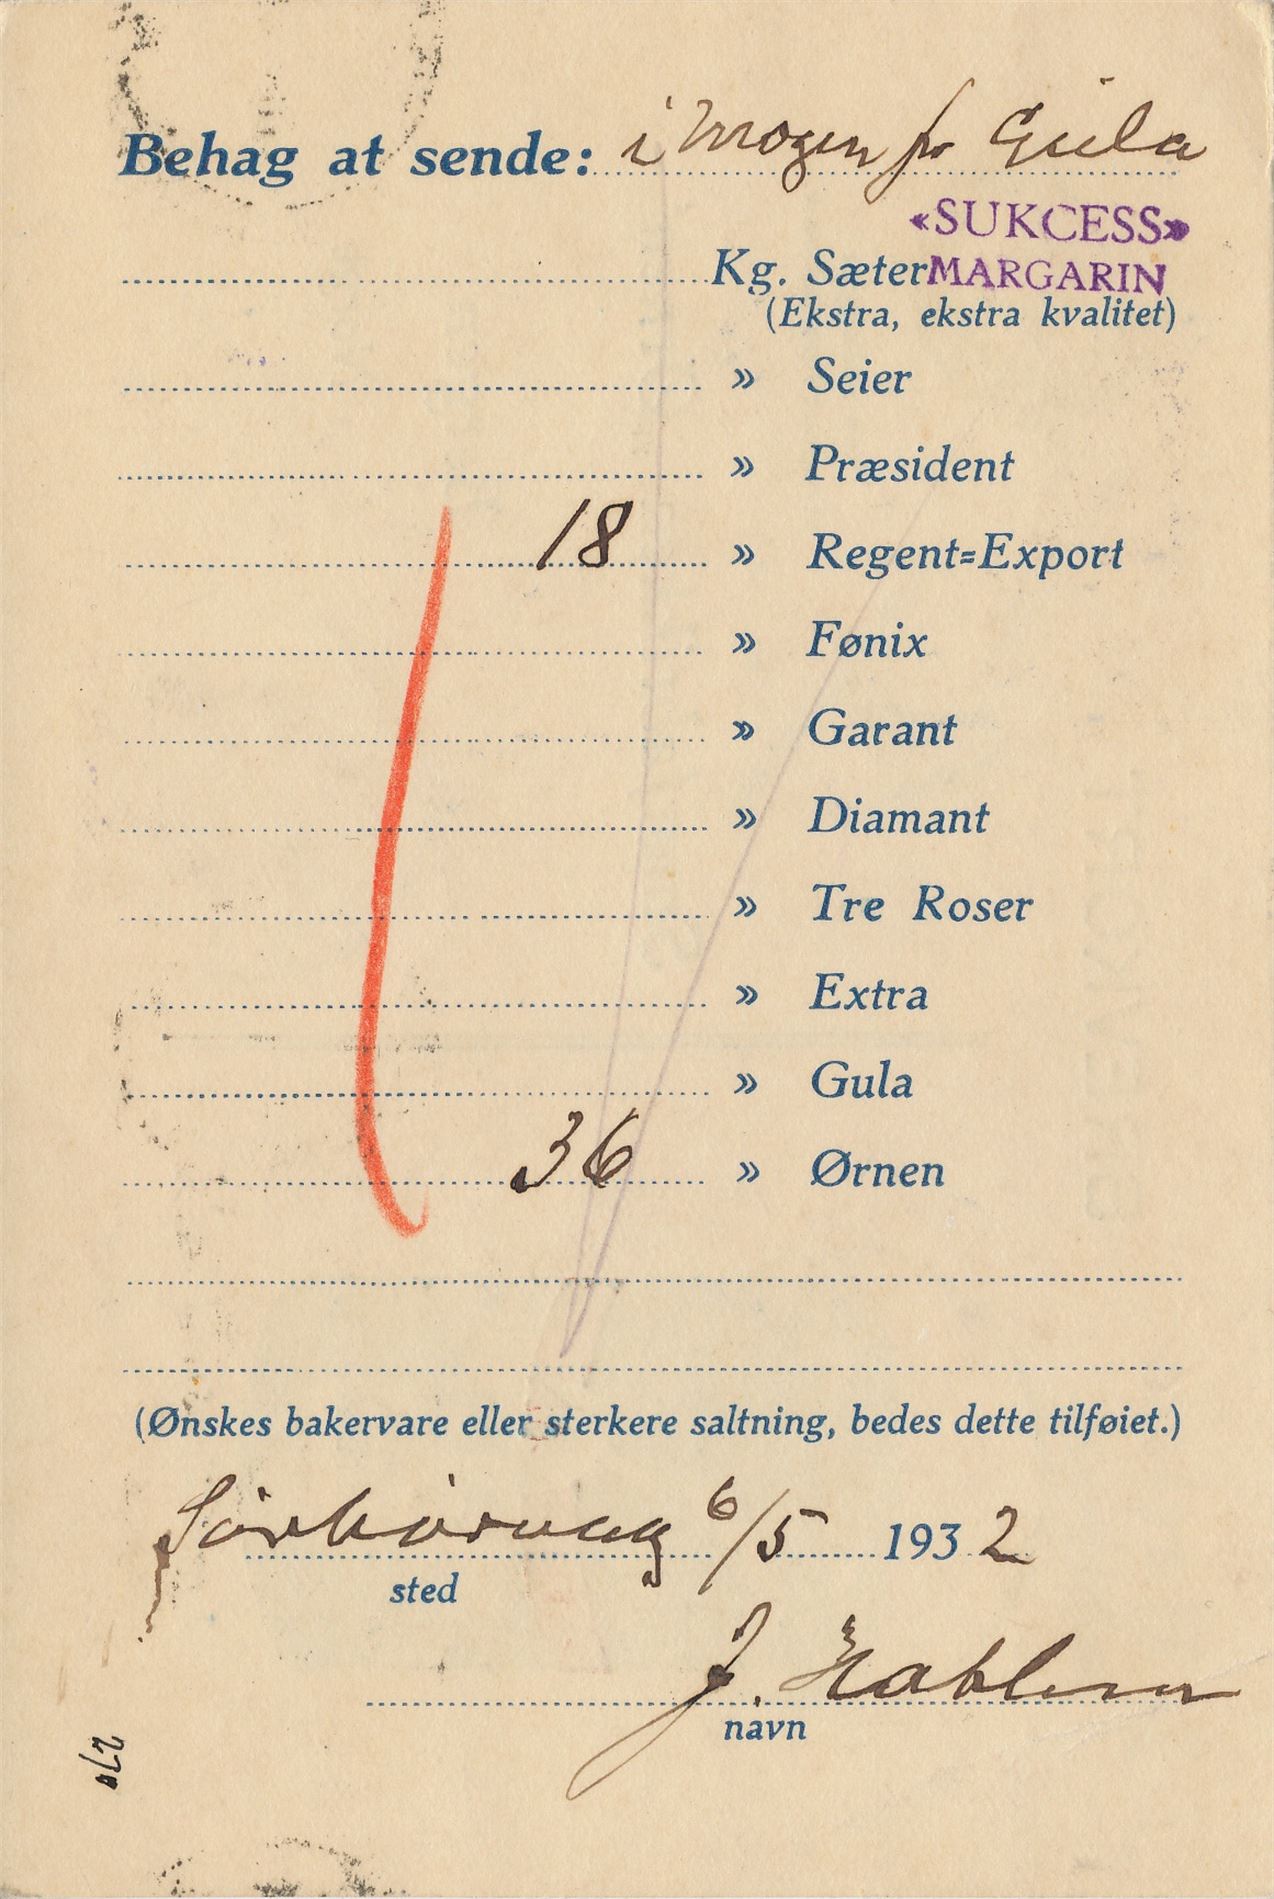 Behag at sende: i Morgen pr Gula
«SUKCESS»
Kg. Sæter MARGARIN
(Ekstra, ekstra kvalitet)
» Seier
» Præsident
18 » Regent=Export
» Fønix
» Garant
» Diamant
» Tre Roser
» Extra
» Gula
36 » Ørnen
(Ønskes bakervare eller sterkere saltning, bedes dette tilføiet.)
6/5 1932
sted
J.
navn